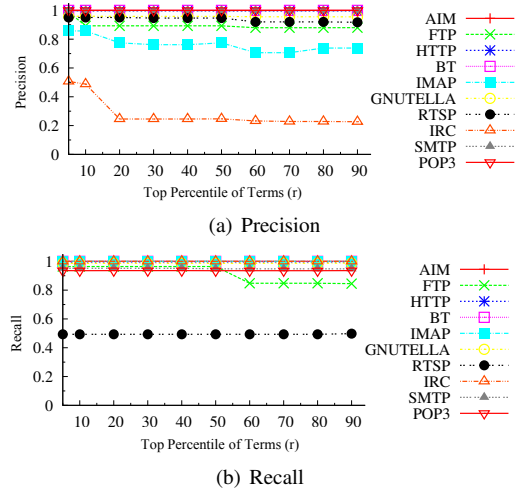 1
0.8
0.6
0.4
0.2
0
Precision
10 20 30 40 50 60 70 80 90
Top Percentile of Terms (r)
AIM
FTP
HTTP
BT
IMAP
GNUTELLA
RTSP
IRC
SMTP
POP3
(a) Precision
1
0.8
0.6
0.4
0.2
0
Recall
10 20 30 40 50 60 70 80 90
Top Percentile of Terms (r)
AIM
FTP
HTTP
BT
IMAP
GNUTELLA
RTSP
IRC
SMTP
POP3
(b) Recall